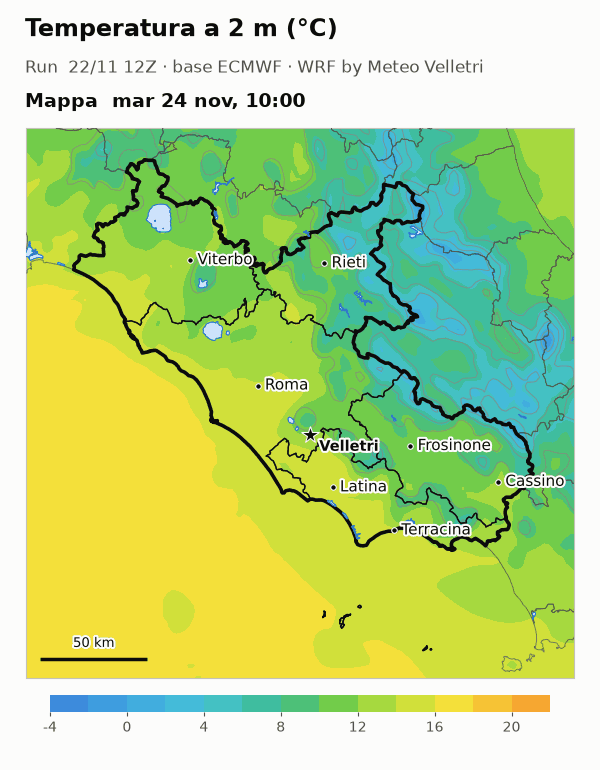 Temperatura a 2 m (°C)
Run  22/11 12Z · base ECMWF · WRF by Meteo Velletri
Mappa  mar 24 nov, 10:00
Viterbo
Rieti
Roma
Velletri
Frosinone
Cassino
Latina
Terracina
50 km
-4 0 4 8 12 16 20